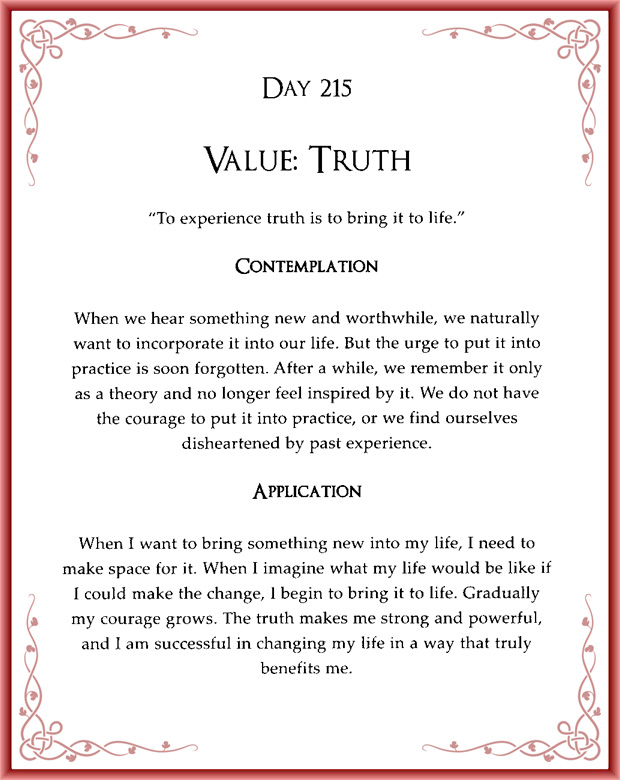 Day 215
Value: Truth
"To experience truth is to bring it to life."
Contemplation
When we hear something new and worthwhile, we naturally
want to incorporate it into our life. But the urge to put it into
practice is soon forgotten. After a while, we remember it only
as a theory and no longer feel inspired by it. We do not have
the courage to put it into practice, or we find ourselves
disheartened by past experience.
Application
When I want to bring something new into my life, I need to
make space for it. When I imagine what my life would be like if
I could make the change, I begin to bring it to life. Gradually
my courage grows. The truth makes me strong and powerful,
and I am successful in changing my life in a way that truly
benefits me.